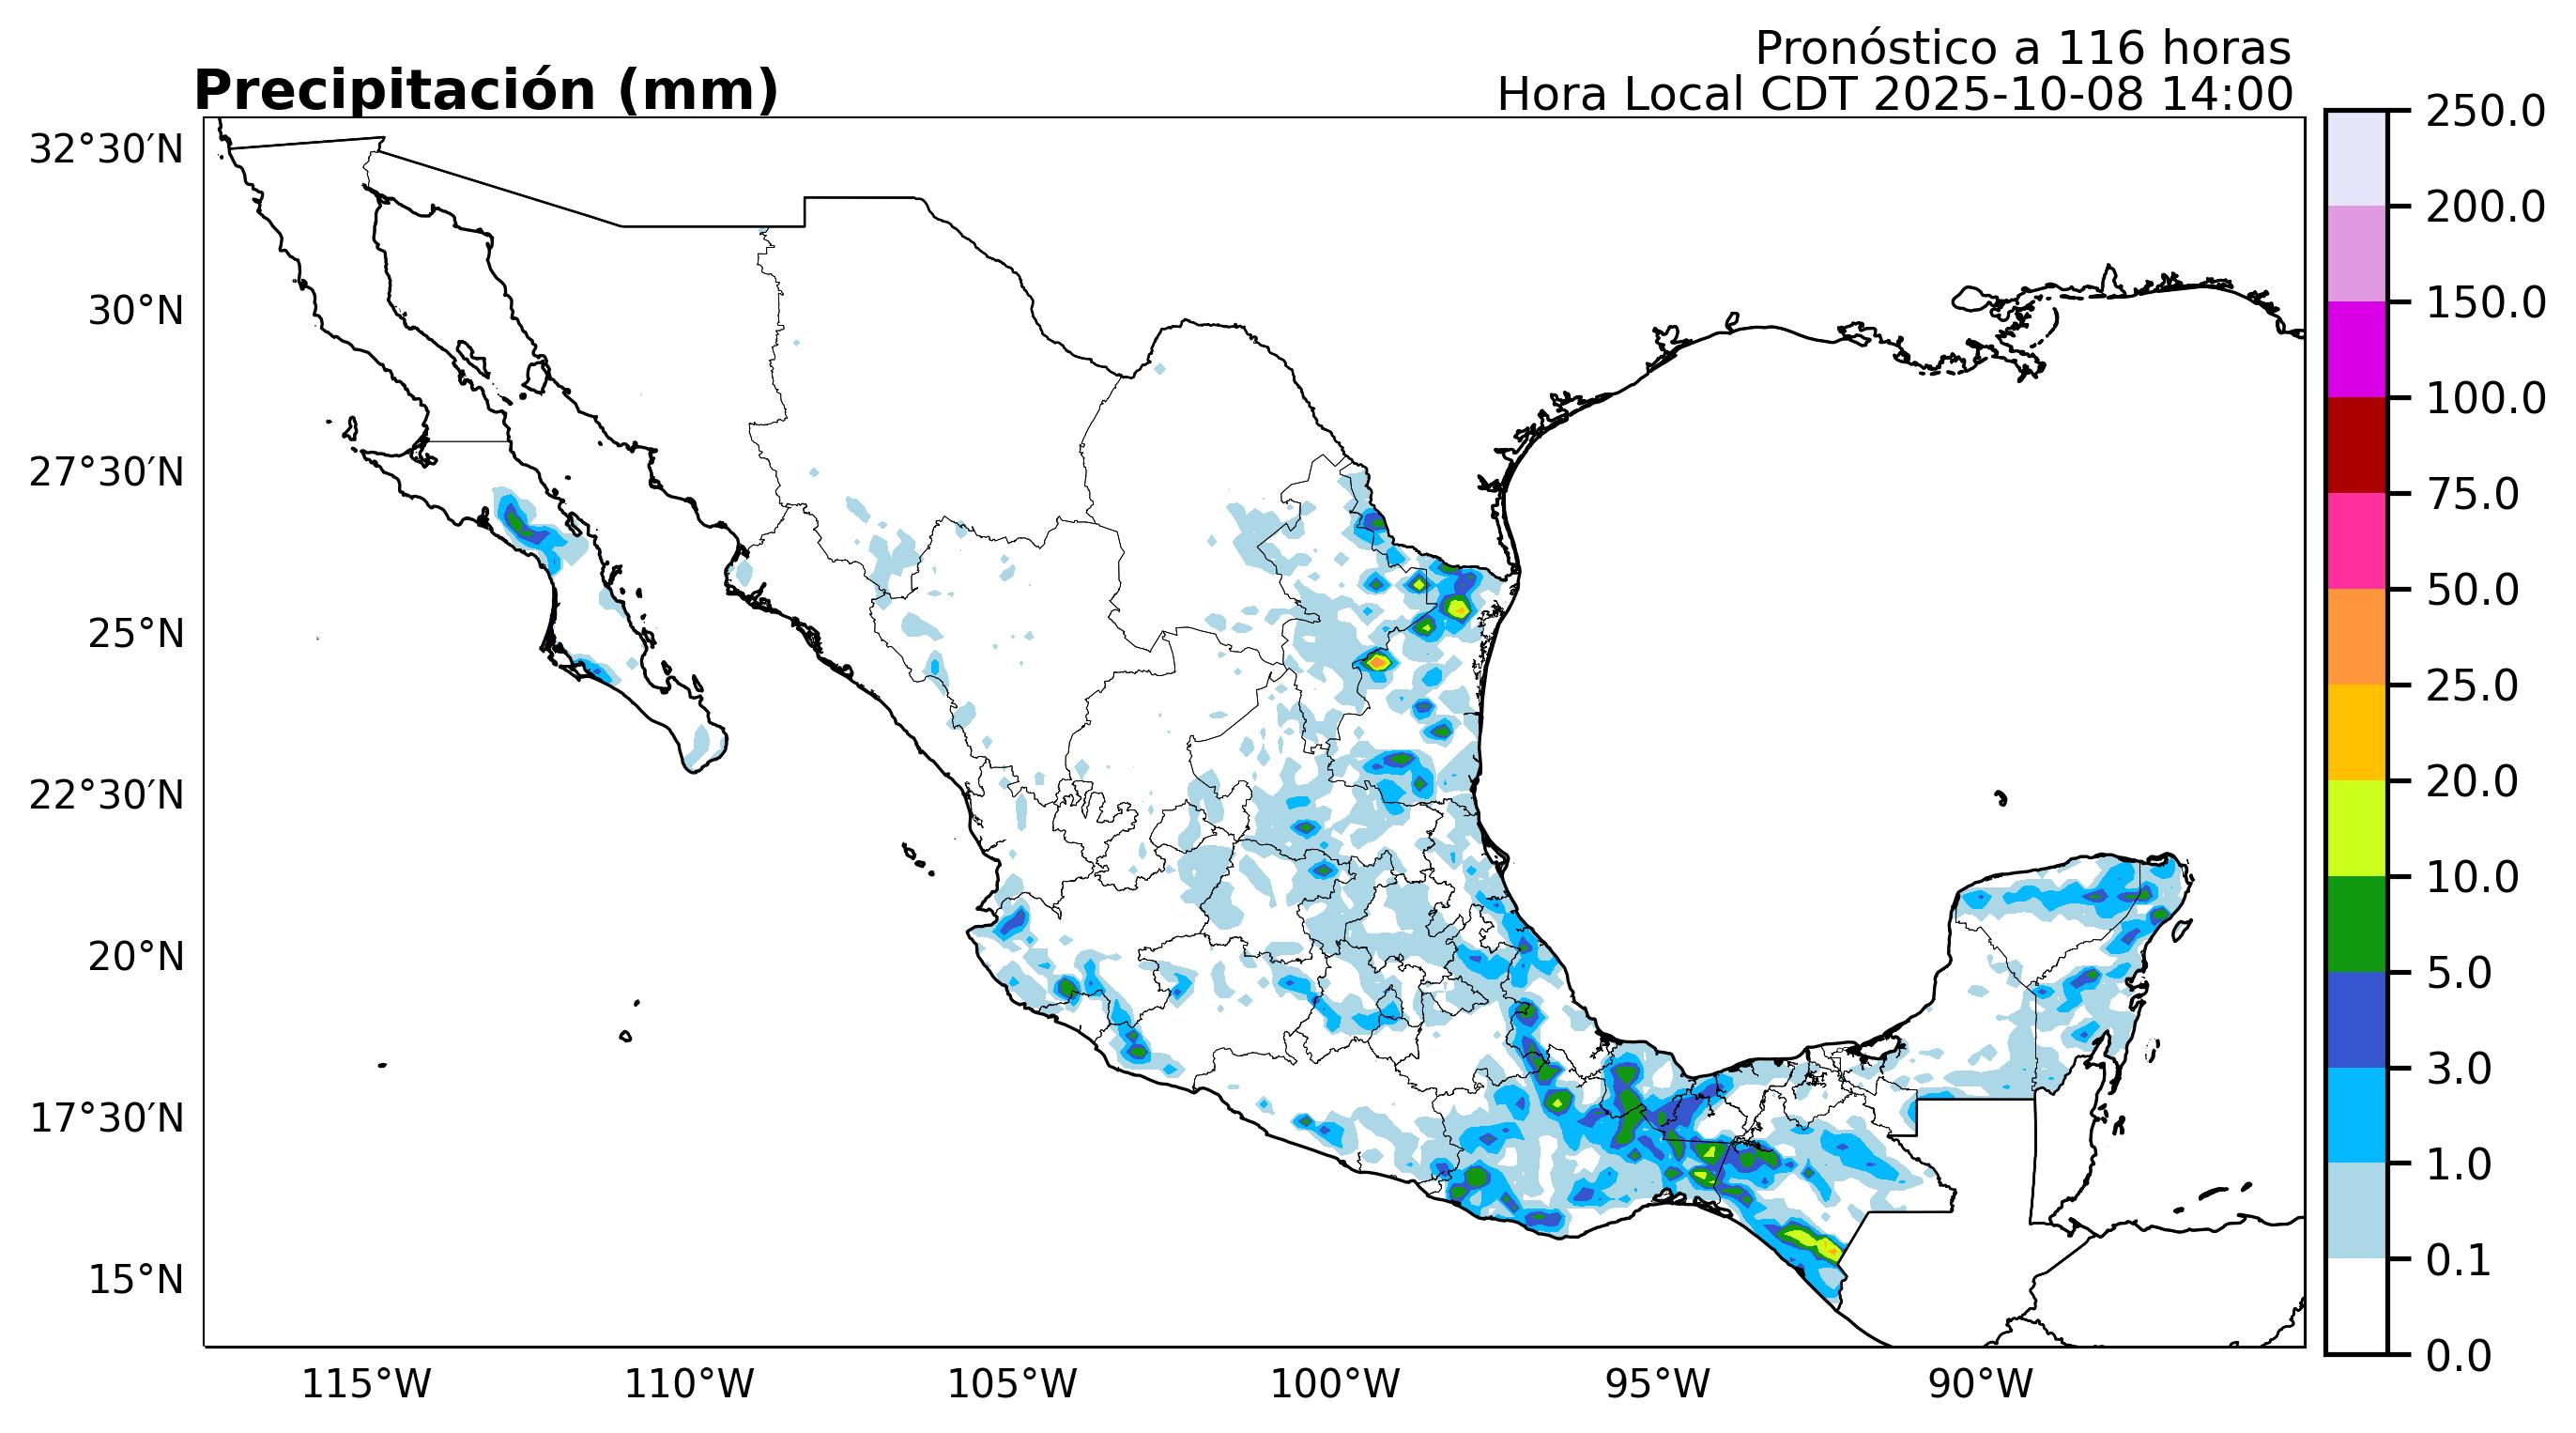 Pronóstico a 116 horas
Precipitación (mm)
Hora Local CDT 2025-10-08 14:00
32°30′N
30°N
27°30′N
25°N
22°30′N
20°N
17°30′N
15°N
115°W
110°W
105°W
100°W
95°W
90°W
250.0
200.0
150.0
100.0
75.0
50.0
25.0
20.0
10.0
5.0
3.0
1.0
0.1
0.0